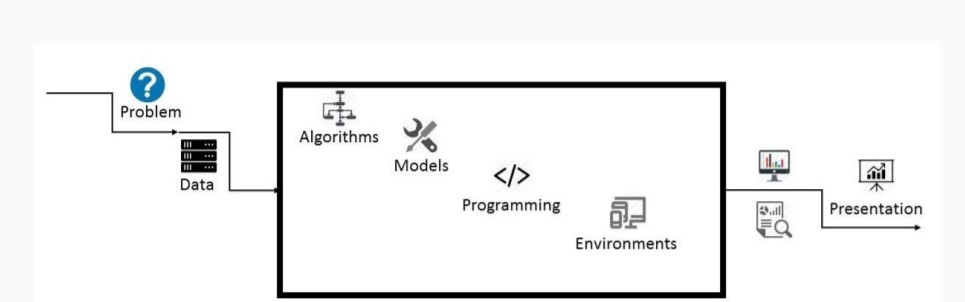 Problem
Data
Algorithms
Models
</>
Programming
Environments
Presentation